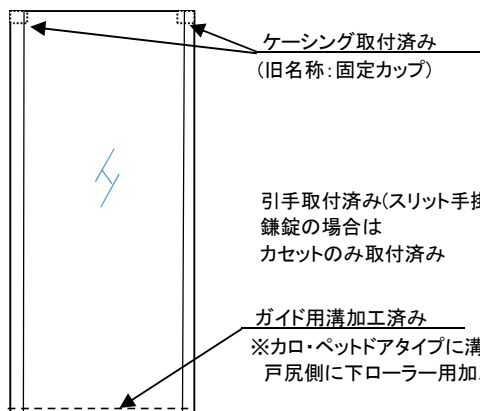 ケーシング取付済み
(旧名称：固定カップ)
引手取付済み(スリット手掛
鎌錠の場合は
カセットのみ取付済み
ガイド用溝加工済み
※カロ・ペットドアタイプに溝
戸尻側に下ローラー用加